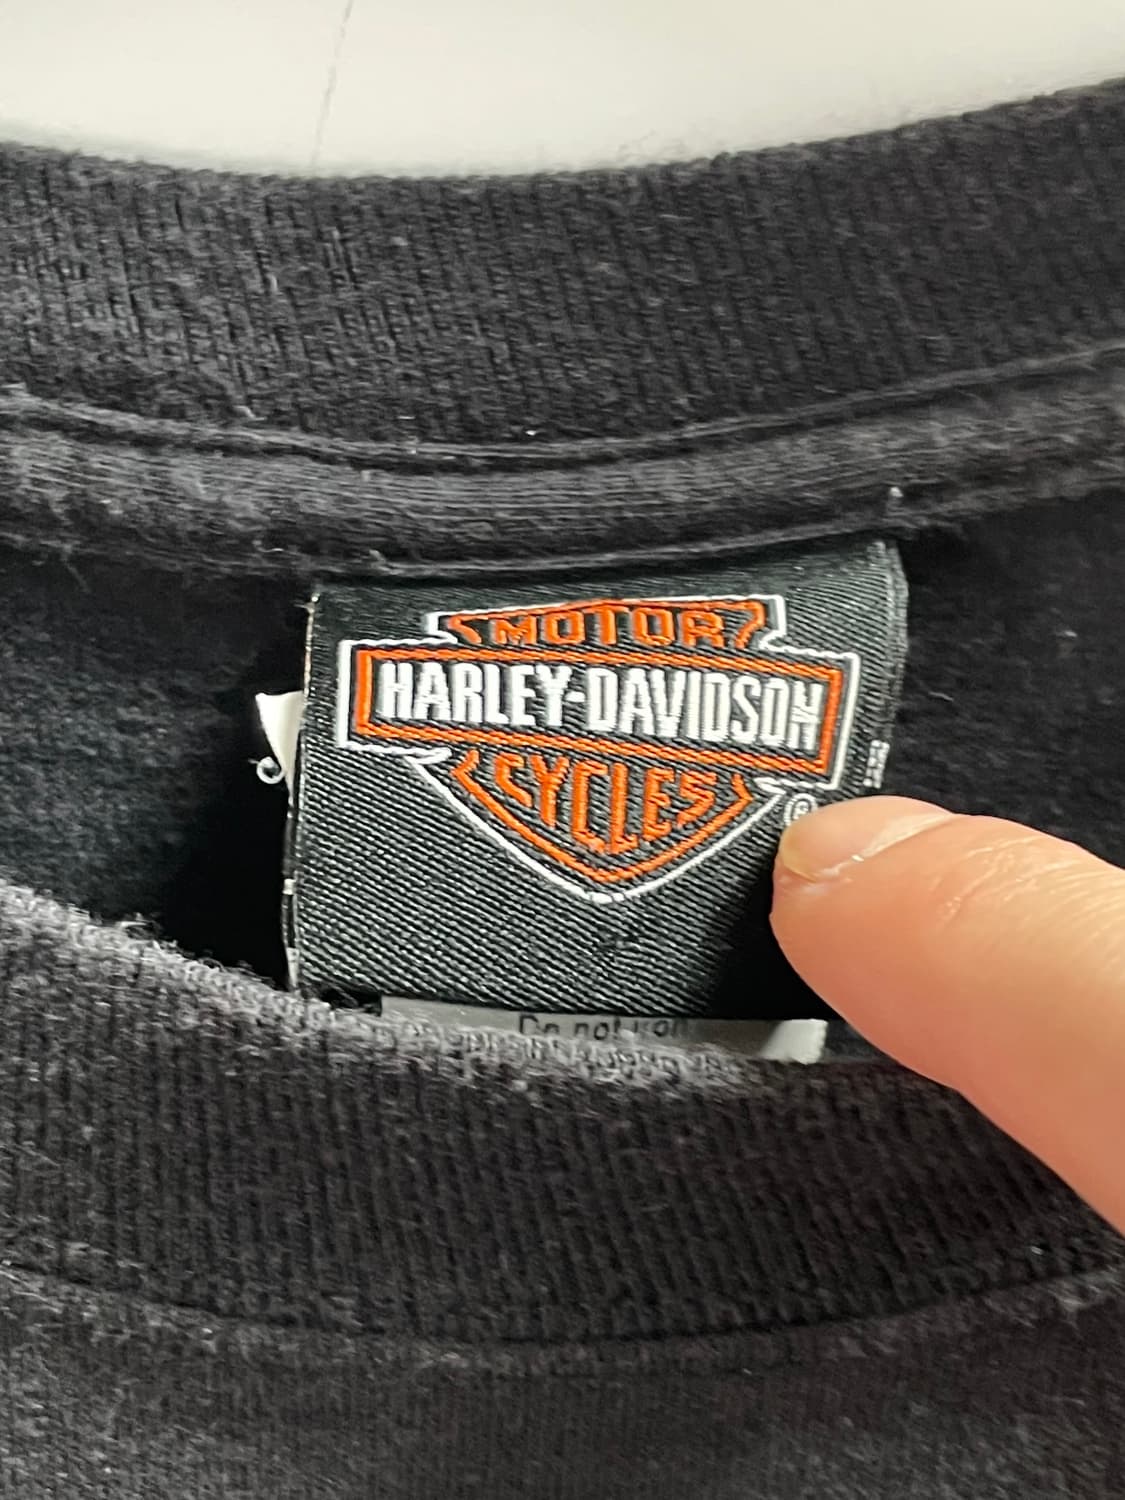 MOTOR
HARLEY-DAVIDSON
CYCLES
®
Do not iron